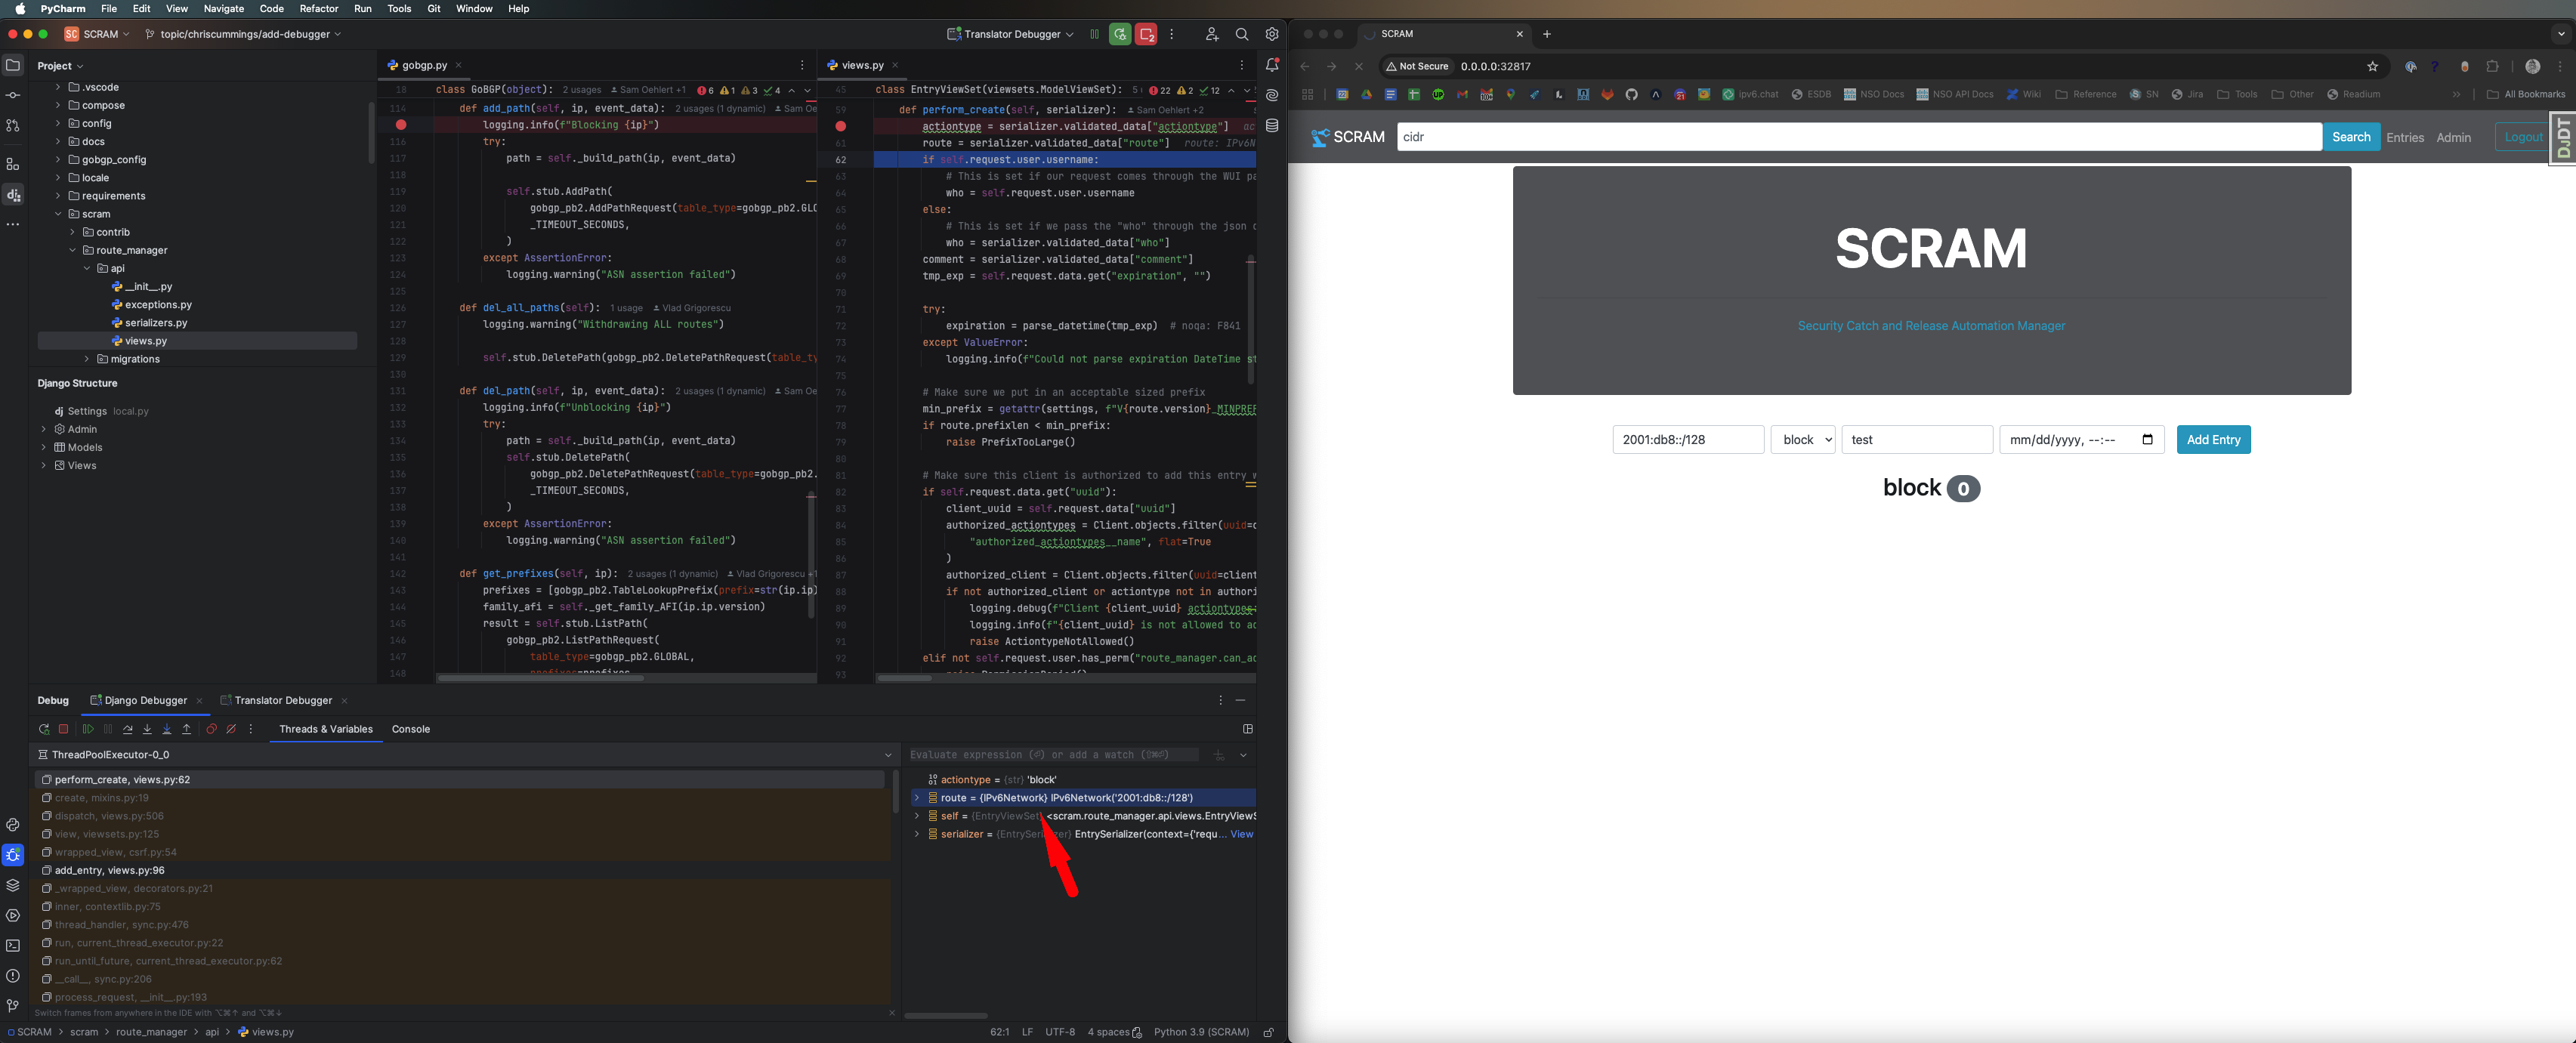 PyCharm File Edit View Navigate Code Refactor Run Tools Git Window Help
SC SCRAM topic/chriscummings/add-debugger Translator Debugger 2
Project
.vscode
compose
config
docs
gobgp_config
locale
requirements
scram
contrib
route_manager
api
__init__.py
exceptions.py
serializers.py
views.py
migrations
Django Structure
dj Settings local.py
Admin
Models
Views
gobgp.py
18 class GoBGP(object): 2 usages Sam Oehlert +1 6 1 3 4
114 def add_path(self, ip, event_data): 2 usages (1 dynamic) Sam Oe
logging.info(f"Blocking {ip}")
116 try:
117 path = self._build_path(ip, event_data)
118
119 self.stub.AddPath(
120 gobgp_pb2.AddPathRequest(table_type=gobgp_pb2.GLO
121 _TIMEOUT_SECONDS,
122 )
123 except AssertionError:
124 logging.warning("ASN assertion failed")
125
126 def del_all_paths(self): 1 usage Vlad Grigorescu
127 logging.warning("Withdrawing ALL routes")
128
129 self.stub.DeletePath(gobgp_pb2.DeletePathRequest(table_ty
130
131 def del_path(self, ip, event_data): 2 usages (1 dynamic) Sam Oe
132 logging.info(f"Unblocking {ip}")
133 try:
134 path = self._build_path(ip, event_data)
135 self.stub.DeletePath(
136 gobgp_pb2.DeletePathRequest(table_type=gobgp_pb2.
137 _TIMEOUT_SECONDS,
138 )
139 except AssertionError:
140 logging.warning("ASN assertion failed")
141
142 def get_prefixes(self, ip): 2 usages (1 dynamic) Vlad Grigorescu +1
143 prefixes = [gobgp_pb2.TableLookupPrefix(prefix=str(ip.ip)
144 family_afi = self._get_family_AFI(ip.ip.version)
145 result = self.stub.ListPath(
146 gobgp_pb2.ListPathRequest(
147 table_type=gobgp_pb2.GLOBAL,
148
views.py
45 class EntryViewSet(viewsets.ModelViewSet): 22 2 12
59 def perform_create(self, serializer): Sam Oehlert +2
actiontype = serializer.validated_data["actiontype"] ac
61 route = serializer.validated_data["route"] route: IPv6N
62 if self.request.user.username:
63 # This is set if our request comes through the WUI pa
64 who = self.request.user.username
65 else:
66 # This is set if we pass the "who" through the json d
67 who = serializer.validated_data["who"]
68 comment = serializer.validated_data["comment"]
69 tmp_exp = self.request.data.get("expiration", "")
70
71 try:
72 expiration = parse_datetime(tmp_exp) # noqa: F841
73 except ValueError:
74 logging.info(f"Could not parse expiration DateTime st
75
76 # Make sure we put in an acceptable sized prefix
77 min_prefix = getattr(settings, f"V{route.version}_MINPREF
78 if route.prefixlen < min_prefix:
79 raise PrefixTooLarge()
80
81 # Make sure this client is authorized to add this entry w
82 if self.request.data.get("uuid"):
83 client_uuid = self.request.data["uuid"]
84 authorized_actiontypes = Client.objects.filter(uuid=c
85 "authorized_actiontypes__name", flat=True
86 )
87 authorized_client = Client.objects.filter(uuid=client
88 if not authorized_client or actiontype not in authori
89 logging.debug(f"Client {client_uuid} actiontypes
90 logging.info(f"{client_uuid} is not allowed to ad
91 raise ActiontypeNotAllowed()
92 elif not self.request.user.has_perm("route_manager.can_ad
93
Debug Django Debugger Translator Debugger
Threads & Variables Console
ThreadPoolExecutor-0_0
perform_create, views.py:62
create, mixins.py:19
dispatch, views.py:506
view, viewsets.py:125
wrapped_view, csrf.py:54
add_entry, views.py:96
_wrapped_view, decorators.py:21
inner, contextlib.py:75
thread_handler, sync.py:476
run, current_thread_executor.py:22
run_until_future, current_thread_executor.py:62
__call__, sync.py:206
process_request, __init__.py:193
Switch frames from anywhere in the IDE with ⌥⌘↑ and ⌥⌘↓
Evaluate expression (⏎) or add a watch (⇧⌘⏎)
actiontype = {str} 'block'
route = {IPv6Network} IPv6Network('2001:db8::/128')
self = {EntryViewSet} <scram.route_manager.api.views.EntryViewS
serializer = EntrySerializer(context={'requ... View
SCRAM > scram > route_manager > api > views.py 62:1 LF UTF-8 4 spaces Python 3.9 (SCRAM)
SCRAM
Not Secure 0.0.0.0:32817
ipv6.chat ESDB NSO Docs NSO API Docs Wiki Reference SN Jira Tools Other Readium All Bookmarks
SCRAM cidr Search Entries Admin Logout
DJDT
SCRAM
Security Catch and Release Automation Manager
2001:db8::/128 block test mm/dd/yyyy, --:-- Add Entry
block 0